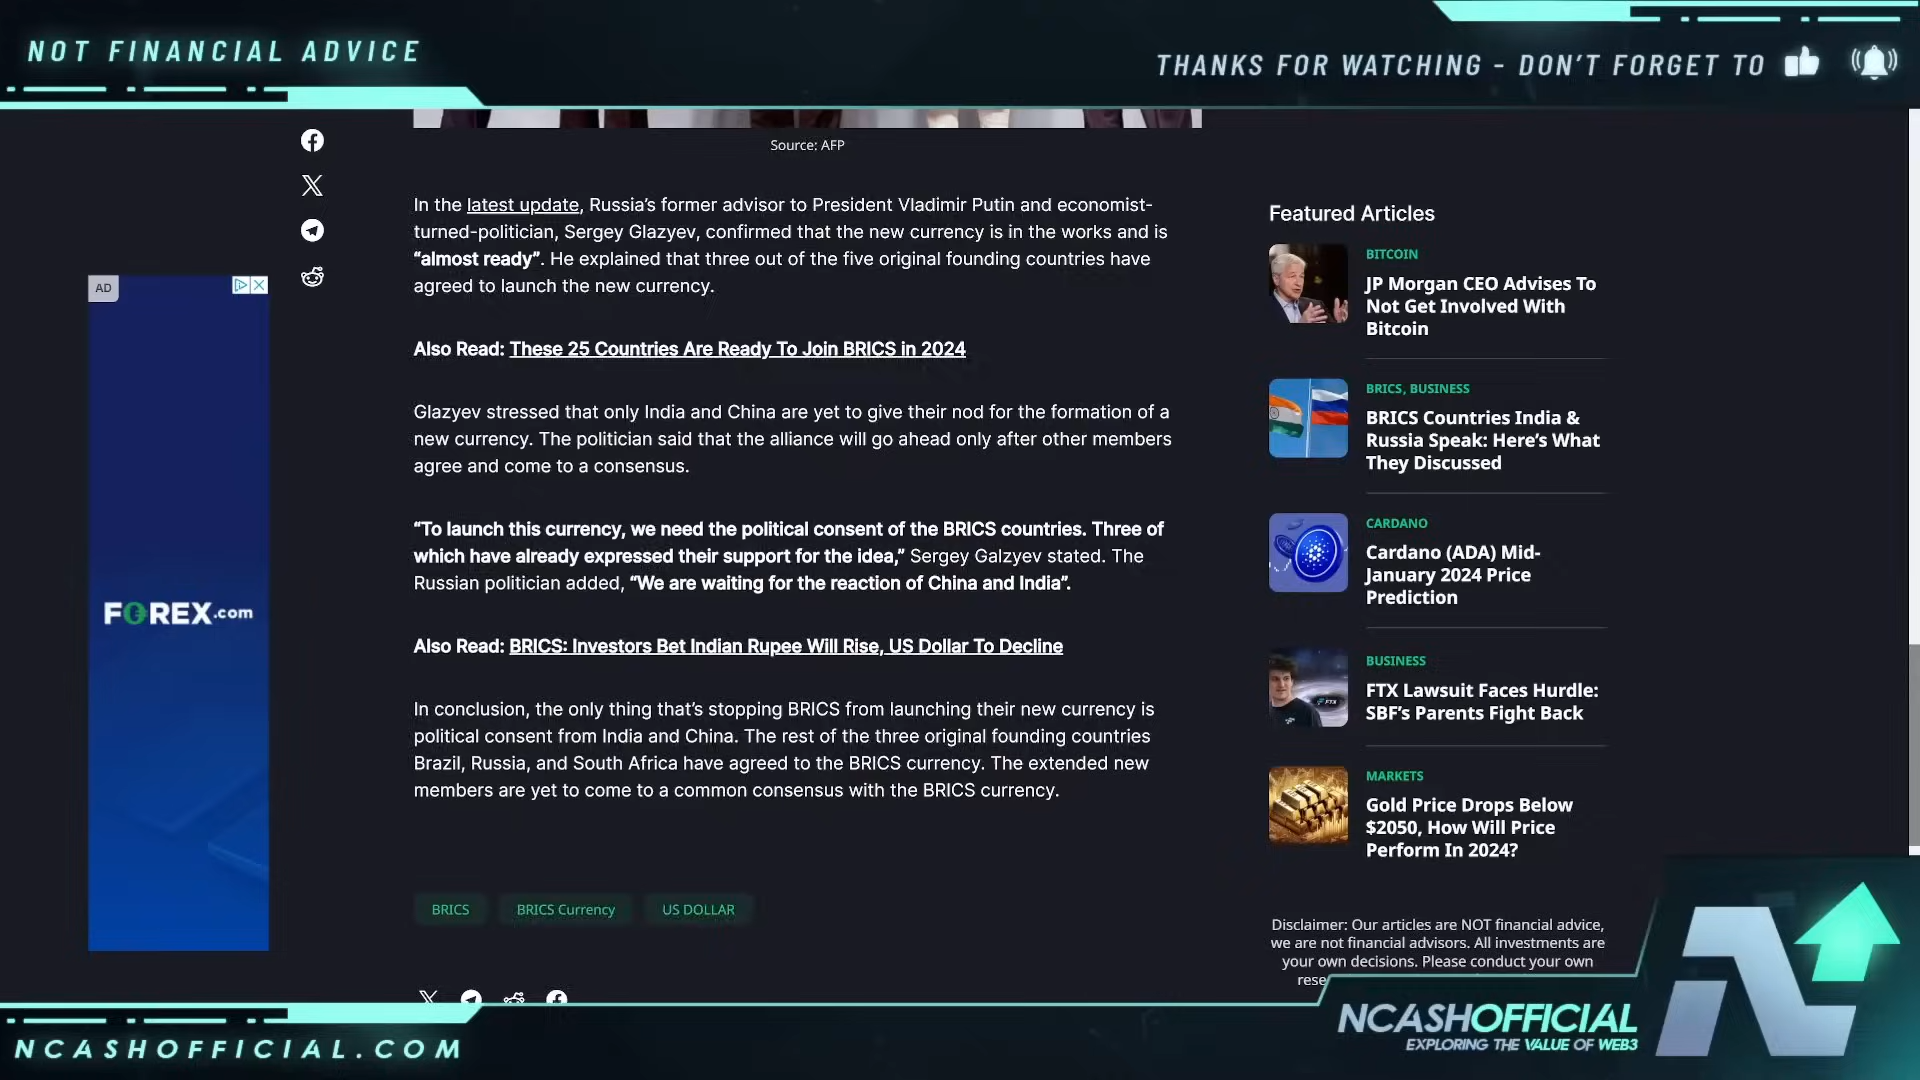 NOT FINANCIAL ADVICE
THANKS FOR WATCHING - DON'T FORGET TO
Source: AFP
In the latest update, Russia's former advisor to President Vladimir Putin and economist-
turned-politician, Sergey Glazyev, confirmed that the new currency is in the works and is
“almost ready”. He explained that three out of the five original founding countries have
agreed to launch the new currency.
Also Read: These 25 Countries Are Ready To Join BRICS in 2024
Glazyev stressed that only India and China are yet to give their nod for the formation of a
new currency. The politician said that the alliance will go ahead only after other members
agree and come to a consensus.
“To launch this currency, we need the political consent of the BRICS countries. Three of
which have already expressed their support for the idea,” Sergey Galzyev stated. The
Russian politician added, “We are waiting for the reaction of China and India”.
Also Read: BRICS: Investors Bet Indian Rupee Will Rise, US Dollar To Decline
In conclusion, the only thing that's stopping BRICS from launching their new currency is
political consent from India and China. The rest of the three original founding countries
Brazil, Russia, and South Africa have agreed to the BRICS currency. The extended new
members are yet to come to a common consensus with the BRICS currency.
BRICS
BRICS Currency
US DOLLAR
AD
FOREX.com
Featured Articles
BITCOIN
JP Morgan CEO Advises To
Not Get Involved With
Bitcoin
BRICS, BUSINESS
BRICS Countries India &
Russia Speak: Here's What
They Discussed
CARDANO
Cardano (ADA) Mid-
January 2024 Price
Prediction
BUSINESS
FTX Lawsuit Faces Hurdle:
SBF's Parents Fight Back
MARKETS
Gold Price Drops Below
$2050, How Will Price
Perform In 2024?
Disclaimer: Our articles are NOT financial advice,
we are not financial advisors. All investments are
your own decisions. Please conduct your own
NCASHOFFICIAL.COM
NCASHOFFICIAL
EXPLORING THE VALUE OF WEB3